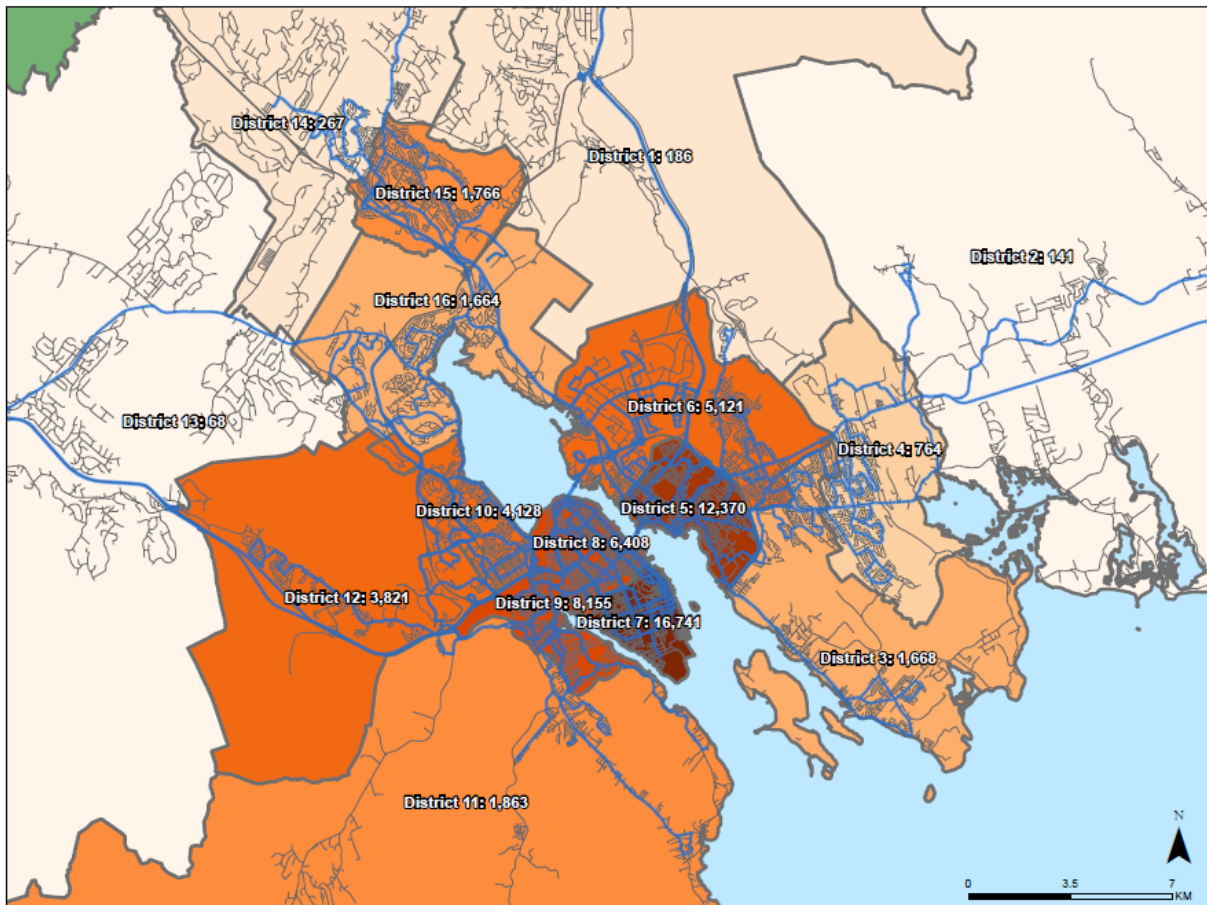 District 14: 267
District 1: 186
District 15: 1,766
District 2: 141
District 16: 1,664
District 6: 5,121
District 13: 68
District 4: 764
District 10: 4,128
District 5: 12,370
District 8: 6,408
District 12: 3,821
District 9: 8,155
District 7: 16,741
District 3: 1,668
District 11: 1,863
N
0 3.5 7
KM